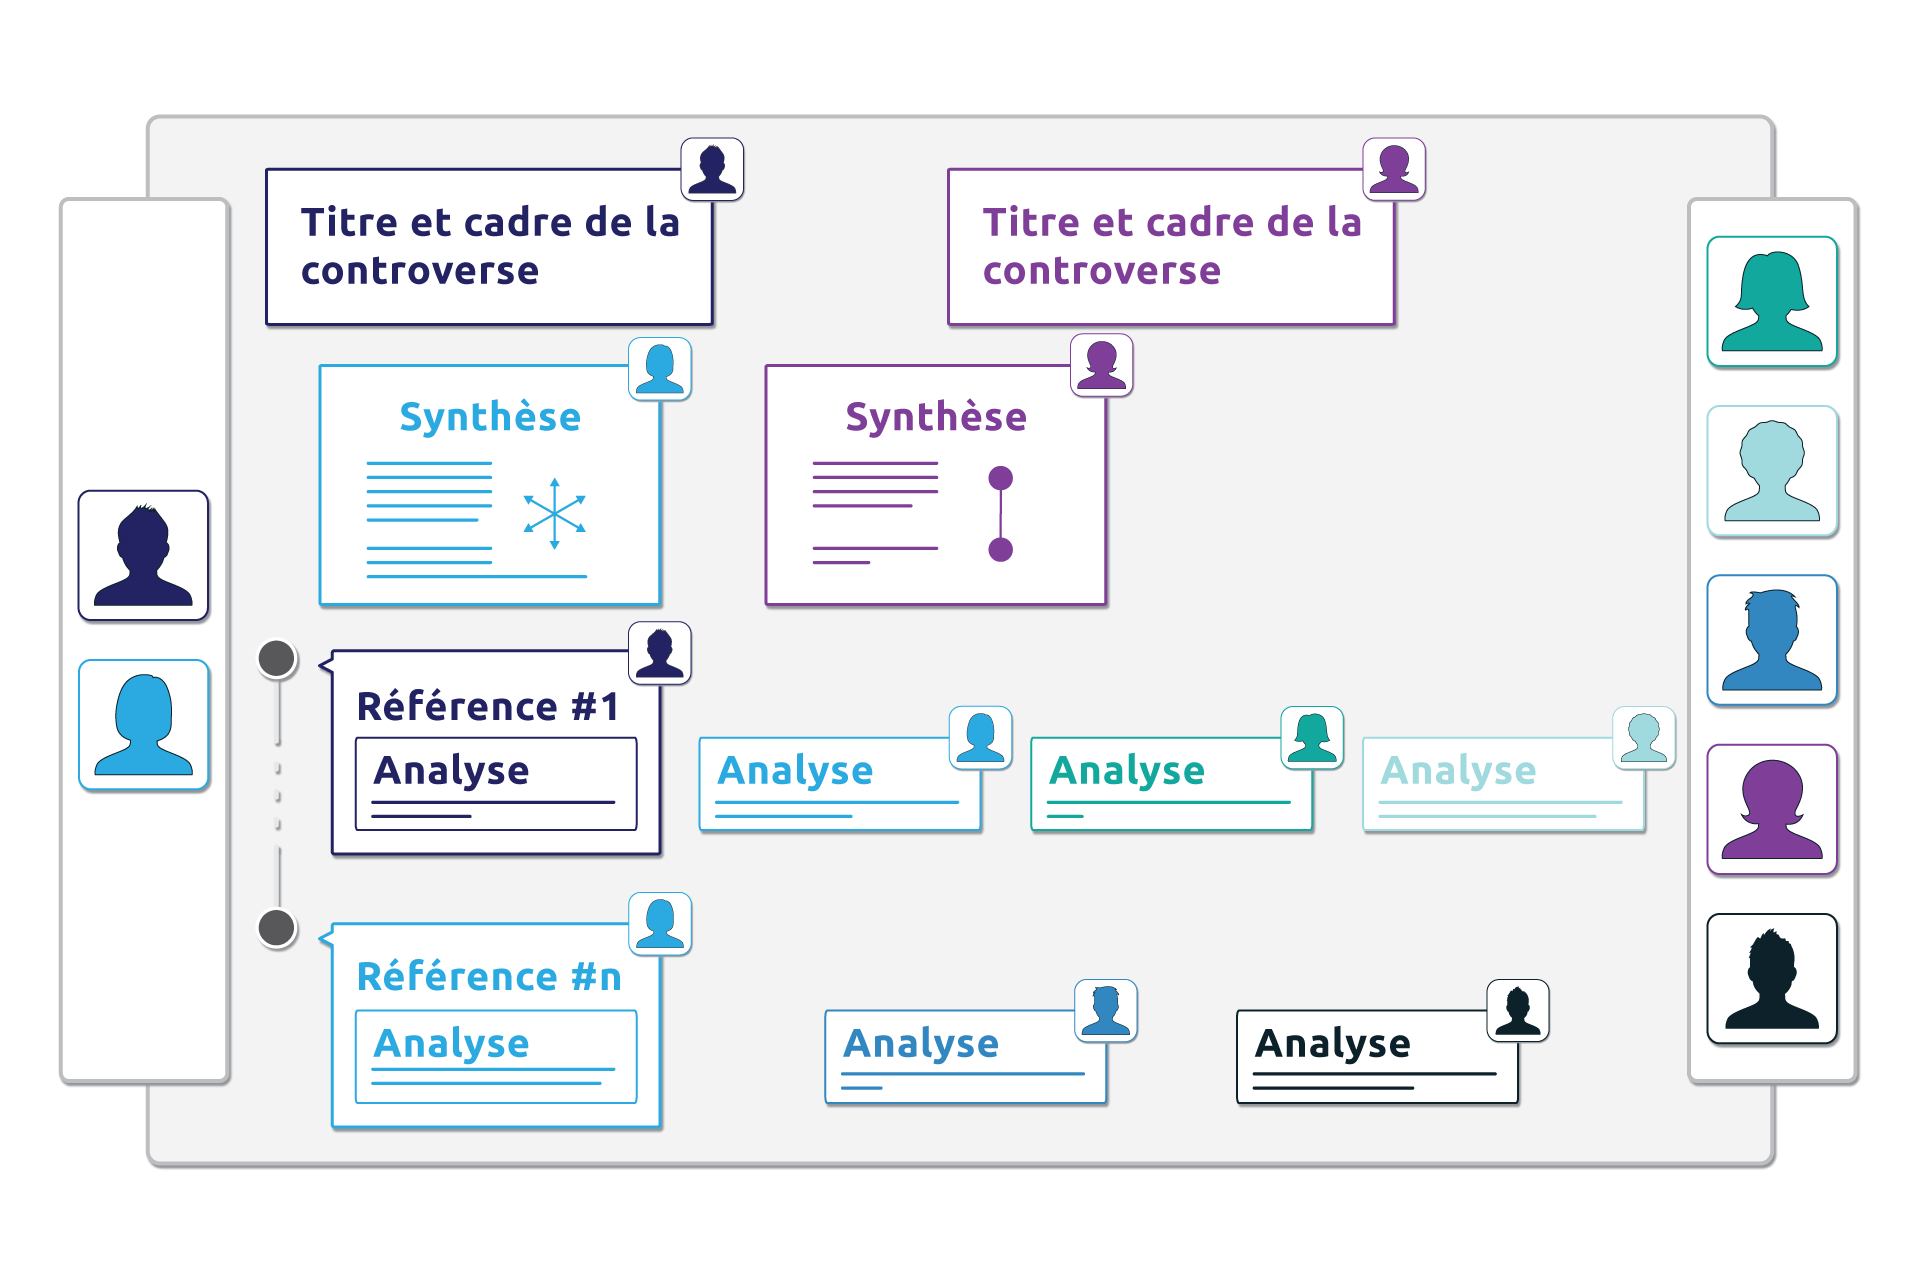 Titre et cadre de la
controverse
Titre et cadre de la
controverse
Synthèse
Synthèse
Référence #1
Analyse
Analyse
Analyse
Analyse
Référence #n
Analyse
Analyse
Analyse